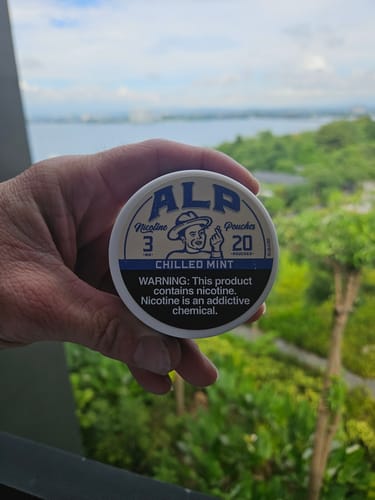 ALP
Nicotine Pouches
3 20
MG POUCHES
CHILLED MINT
WARNING: This product
contains nicotine.
Nicotine is an addictive
chemical.